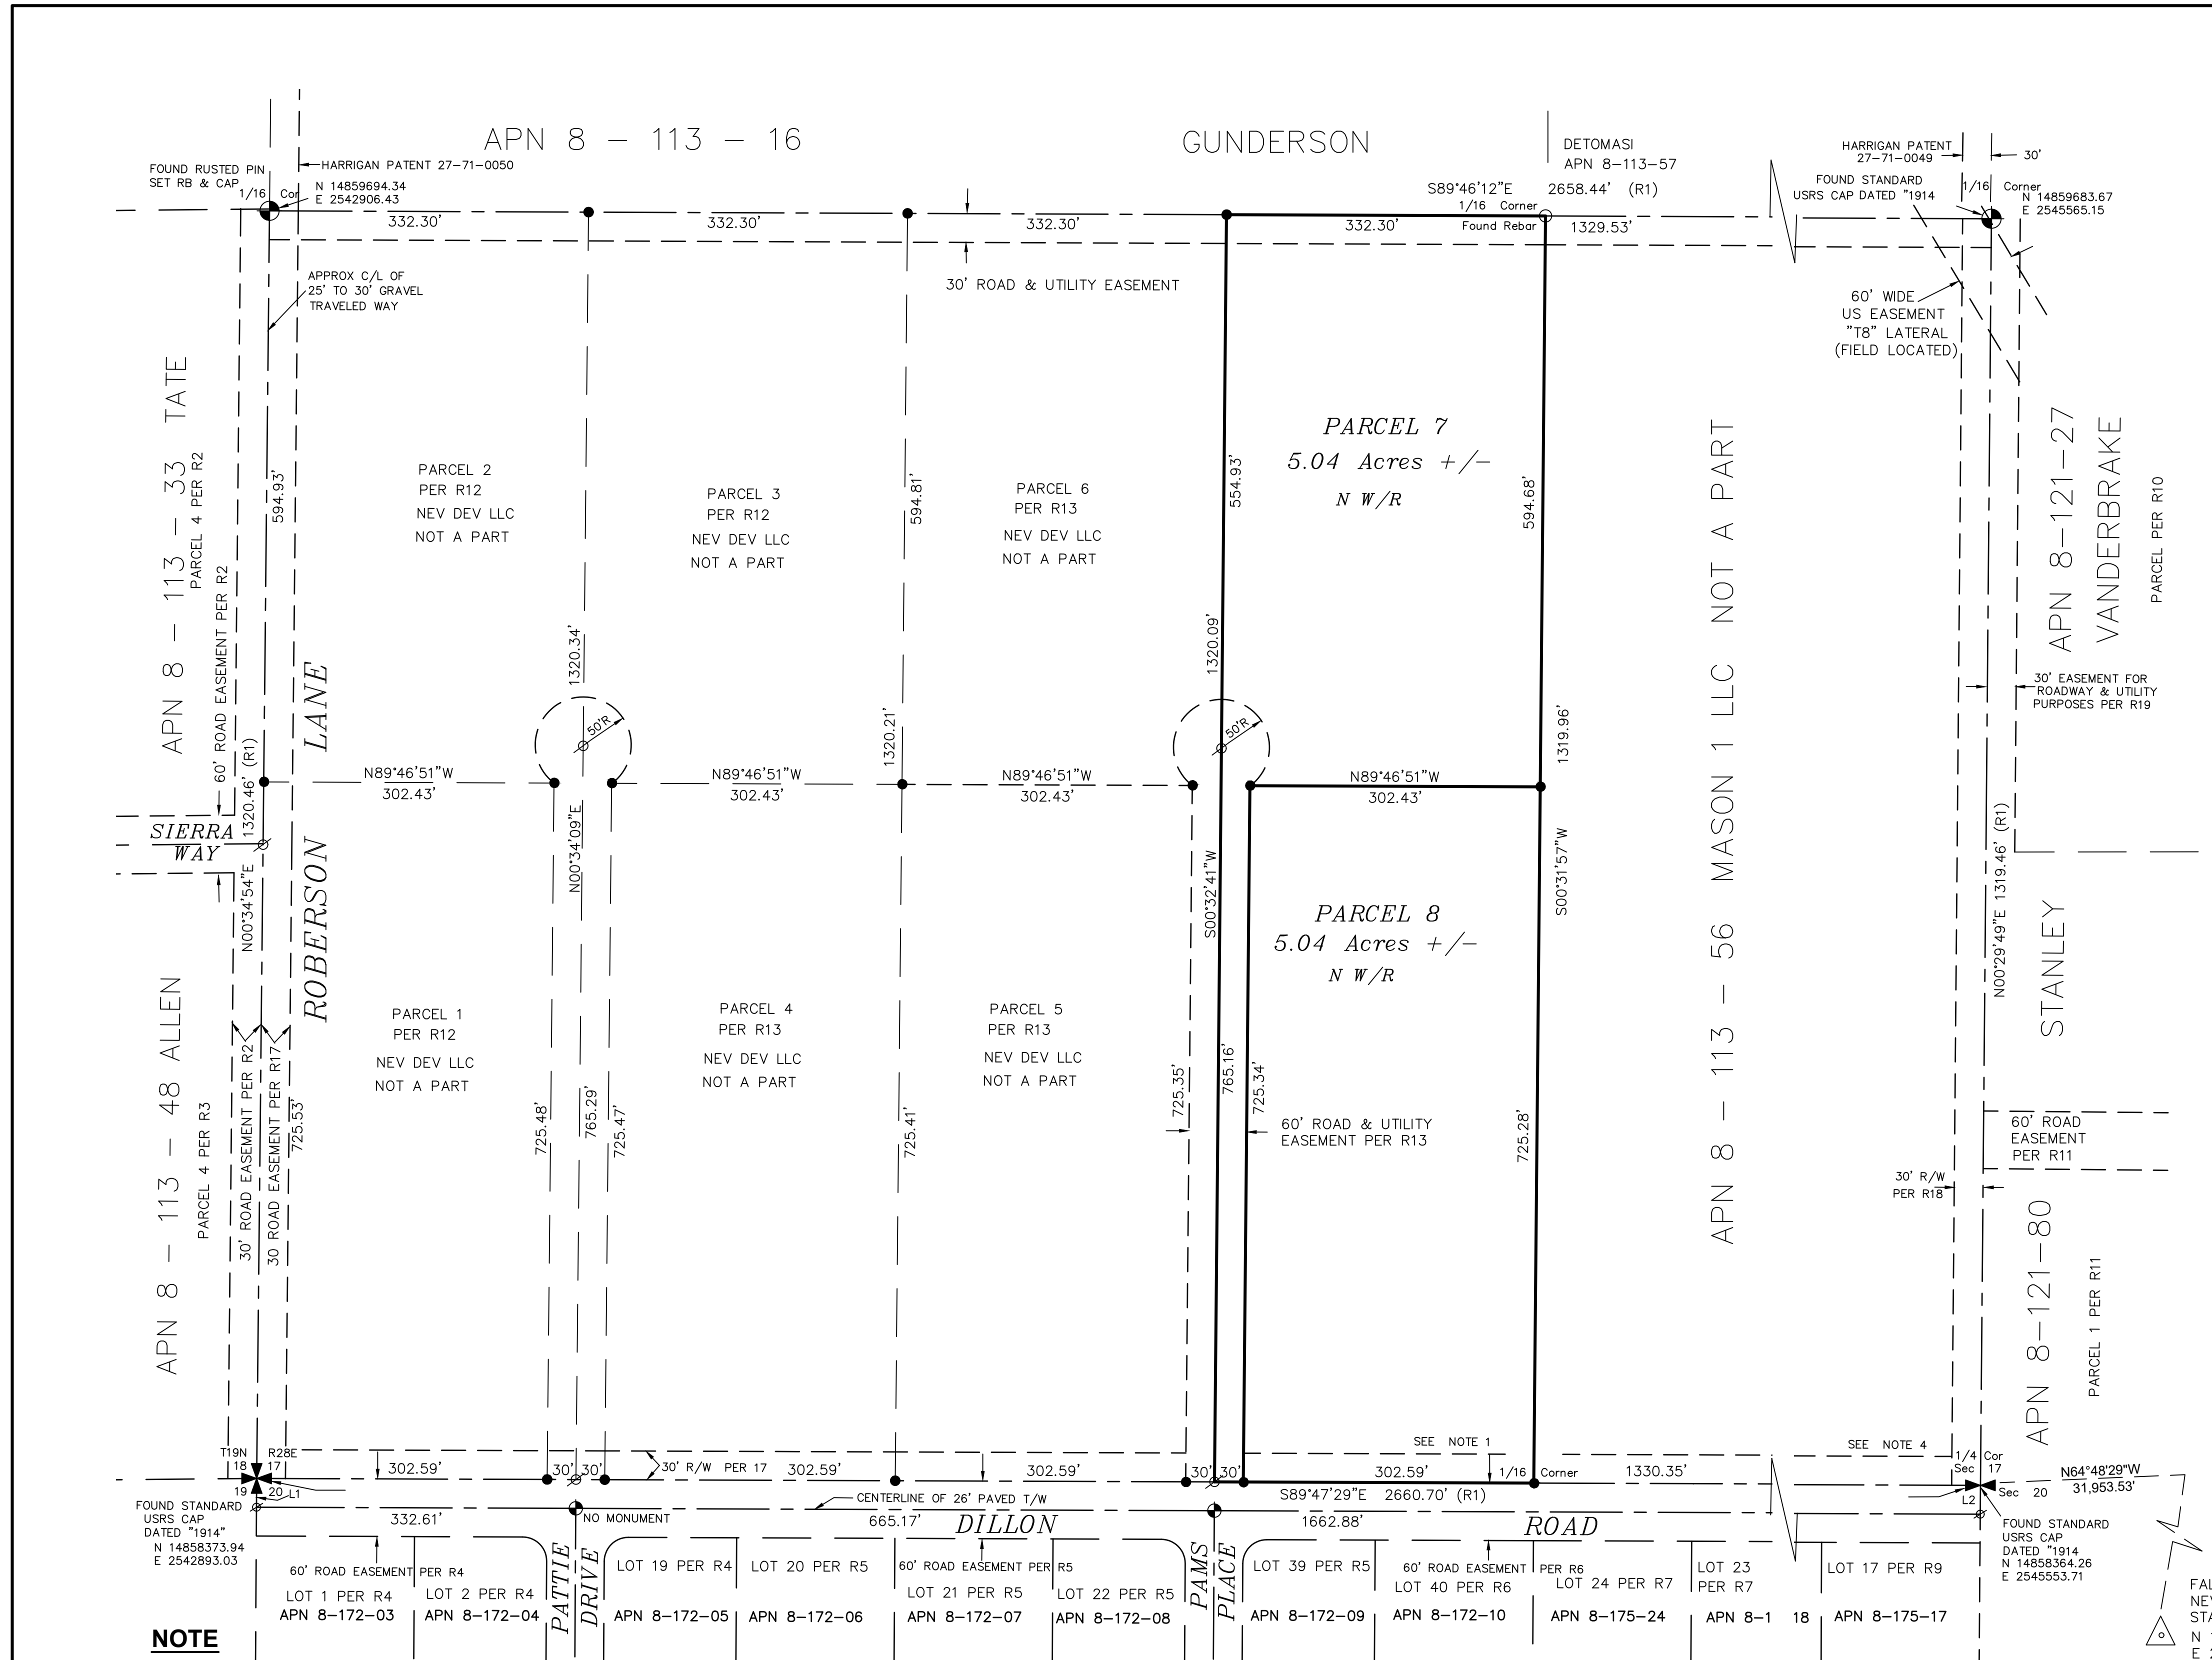 APN 8 – 113 – 16
GUNDERSON
DETOMASI
APN 8-113-57
FOUND RUSTED PIN
SET RB & CAP
1/16 Cor
HARRIGAN PATENT 27-71-0050
N 14859694.34
E 2542906.43
S89°46'12"E 2658.44' (R1)
1/16 Corner
Found Rebar
1329.53'
HARRIGAN PATENT
27-71-0049
30'
FOUND STANDARD
USRS CAP DATED "1914
1/16 Corner
N 14859683.67
E 2545565.15
332.30'
332.30'
332.30'
332.30'
30' ROAD & UTILITY EASEMENT
APPROX C/L OF
25' TO 30' GRAVEL
TRAVELED WAY
60' WIDE
US EASEMENT
"T8" LATERAL
(FIELD LOCATED)
APN 8 – 113 – 33 TATE
PARCEL 4 PER R2
60' ROAD EASEMENT PER R2
594.93'
1320.46' (R1)
N00°34'54"E
ROBERSON LANE
SIERRA
WAY
PARCEL 2
PER R12
NEV DEV LLC
NOT A PART
PARCEL 3
PER R12
NEV DEV LLC
NOT A PART
PARCEL 6
PER R13
NEV DEV LLC
NOT A PART
PARCEL 7
5.04 Acres +/-
N W/R
1320.34'
N00°34'09"E
594.81'
1320.21'
554.93'
1320.09'
594.68'
1319.96'
50'R
50'R
N89°46'51"W
302.43'
N89°46'51"W
302.43'
N89°46'51"W
302.43'
N89°46'51"W
302.43'
S00°32'41"W
S00°31'57"W
APN 8 – 113 – 56 MASON 1 LLC NOT A PART
APN 8-121-27
VANDERBRAKE
PARCEL PER R10
30' EASEMENT FOR
ROADWAY & UTILITY
PURPOSES PER R19
N00°29'49"E 1319.46' (R1)
STANLEY
APN 8 – 113 – 48 ALLEN
PARCEL 4 PER R3
30' ROAD EASEMENT PER R2
30 ROAD EASEMENT PER R17
725.53'
PARCEL 1
PER R12
NEV DEV LLC
NOT A PART
PARCEL 4
PER R13
NEV DEV LLC
NOT A PART
PARCEL 5
PER R13
NEV DEV LLC
NOT A PART
PARCEL 8
5.04 Acres +/-
N W/R
725.48'
765.29'
725.47'
725.41'
725.35'
765.16'
725.34'
725.28'
60' ROAD & UTILITY
EASEMENT PER R13
60' ROAD
EASEMENT
PER R11
30' R/W
PER R18
APN 8-121-80
PARCEL 1 PER R11
T19N R28E
18 17
19 20
L1
302.59'
30' 30'
30' R/W PER 17
302.59'
302.59'
30' 30'
302.59'
SEE NOTE 1
1/16 Corner
1330.35'
SEE NOTE 4
1/4 Cor
Sec 17
Sec 20
L2
N64°48'29"W
31,953.53'
S89°47'29"E 2660.70' (R1)
FOUND STANDARD
USRS CAP
DATED "1914"
N 14858373.94
E 2542893.03
332.61'
NO MONUMENT
CENTERLINE OF 26' PAVED T/W
665.17'
DILLON
1662.88'
ROAD
FOUND STANDARD
USRS CAP
DATED "1914
N 14858364.26
E 2545553.71
60' ROAD EASEMENT PER R4
LOT 1 PER R4
APN 8-172-03
LOT 2 PER R4
APN 8-172-04
PATTIE
DRIVE
LOT 19 PER R4
APN 8-172-05
LOT 20 PER R5
APN 8-172-06
60' ROAD EASEMENT PER R5
LOT 21 PER R5
APN 8-172-07
LOT 22 PER R5
APN 8-172-08
PAMS
PLACE
LOT 39 PER R5
APN 8-172-09
60' ROAD EASEMENT PER R6
LOT 40 PER R6
APN 8-172-10
LOT 24 PER R7
APN 8-175-24
LOT 23
PER R7
APN 8-1 18
LOT 17 PER R9
APN 8-175-17
NOTE